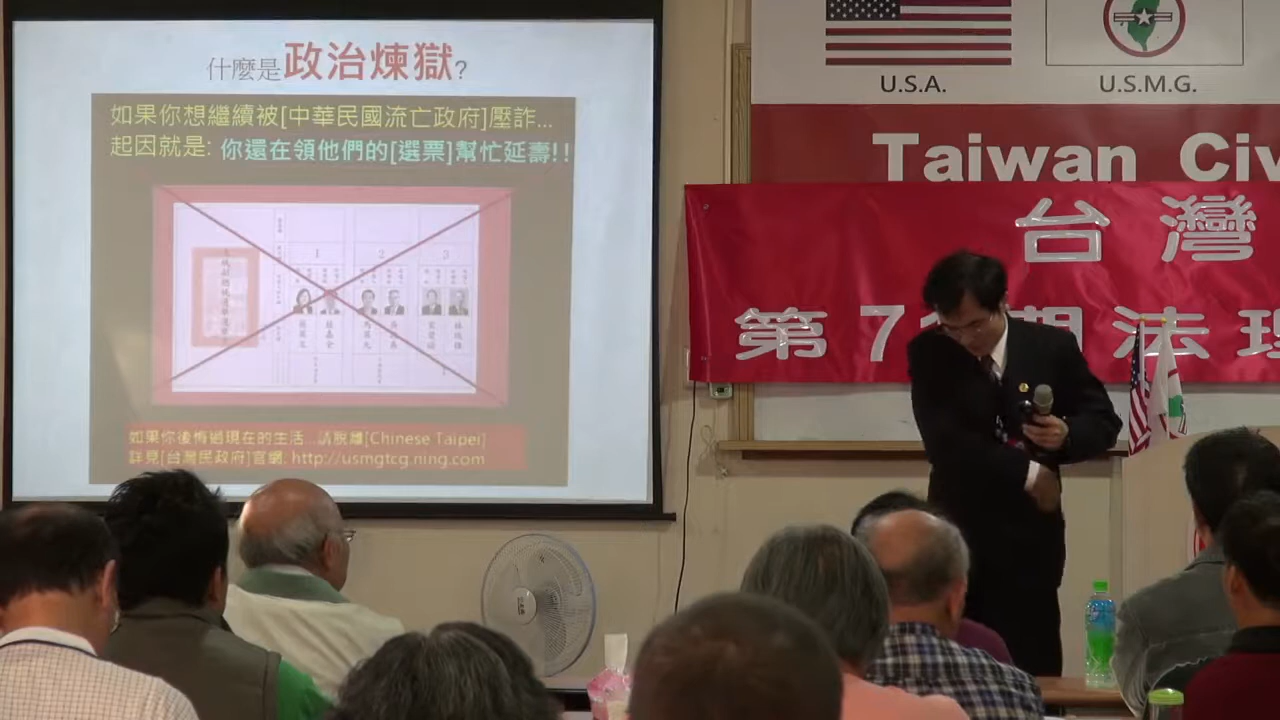 什麼是政治煉獄?
如果你想繼續被[中華民國流亡政府]壓詐...
起因就是: 你還在領他們的[選票]幫忙延壽!!
1 2 3
如果你後悔過現在的生活...請脫離[Chinese Taipei]
詳見[台灣民政府]官網: http://usmgtcg.ning.com
U.S.A.
U.S.M.G.
Taiwan Civ
台灣
第7 期法理